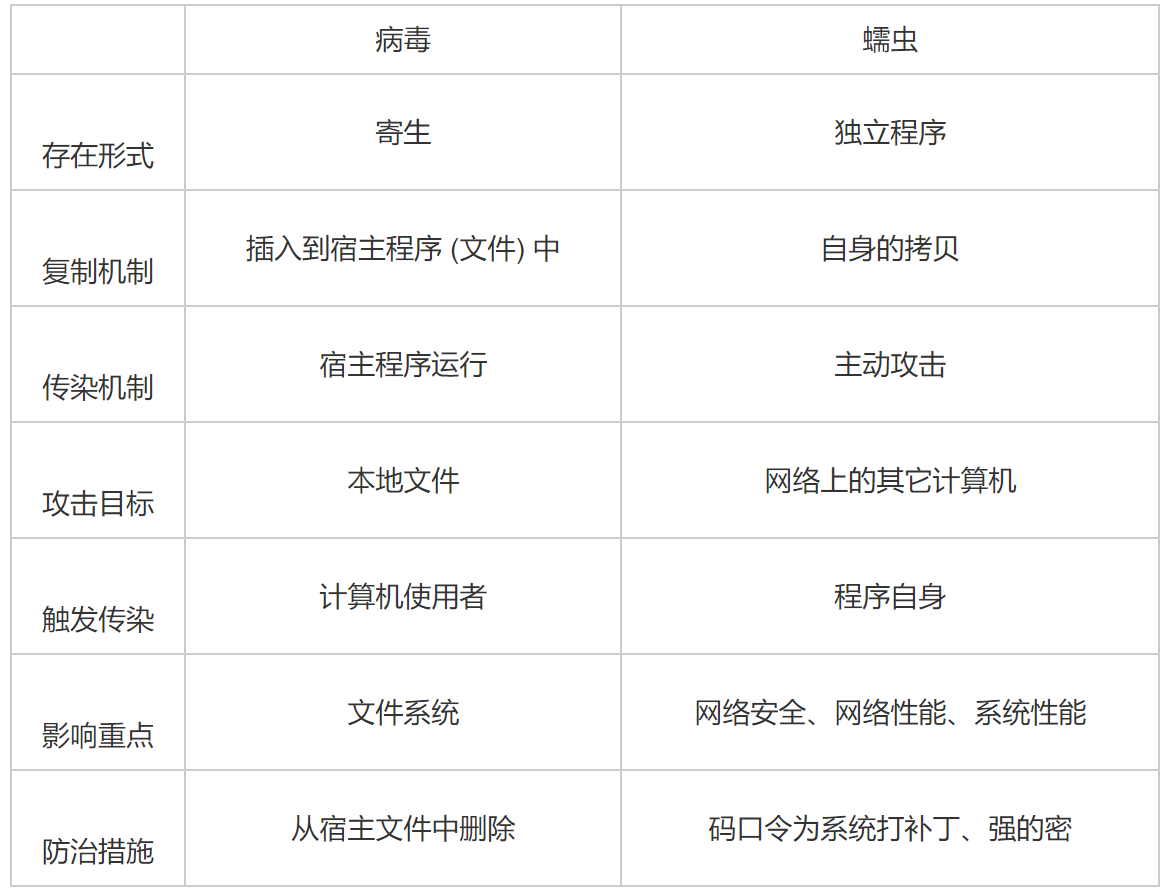 病毒 蠕虫
存在形式 寄生 独立程序
复制机制 插入到宿主程序 (文件) 中 自身的拷贝
传染机制 宿主程序运行 主动攻击
攻击目标 本地文件 网络上的其它计算机
触发传染 计算机使用者 程序自身
影响重点 文件系统 网络安全、网络性能、系统性能
防治措施 从宿主文件中删除 码口令为系统打补丁、强的密